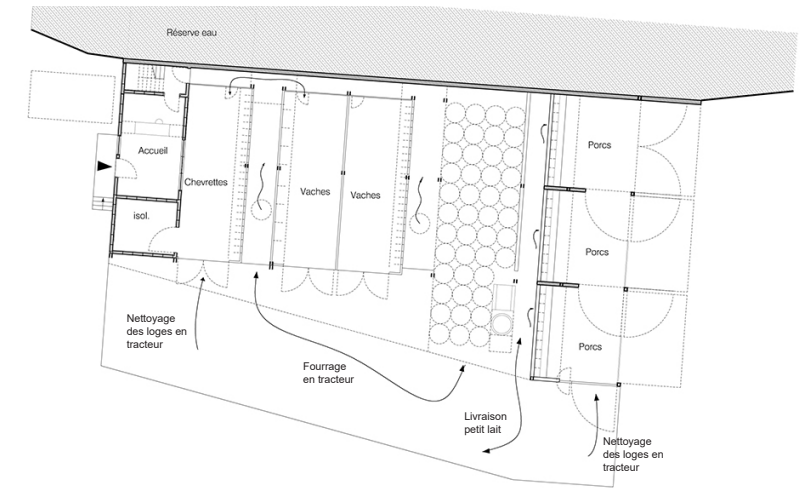 Réserve eau
Accueil
Porcs
Chevrettes
Vaches
Vaches
isol.
Porcs
Nettoyage
des loges en
tracteur
Porcs
Fourrage
en tracteur
Livraison
petit lait
Nettoyage
des loges en
tracteur